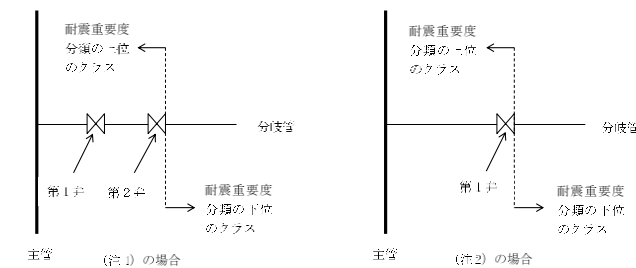 耐震重要度
分類の上位
のクラス
分岐管
第1弁
第2弁
耐震重要度
分類の下位
のクラス
主管
(注1)の場合
耐震重要度
分類の上位
のクラス
分岐管
第1弁
耐震重要度
分類の下位
のクラス
主管
(注2)の場合